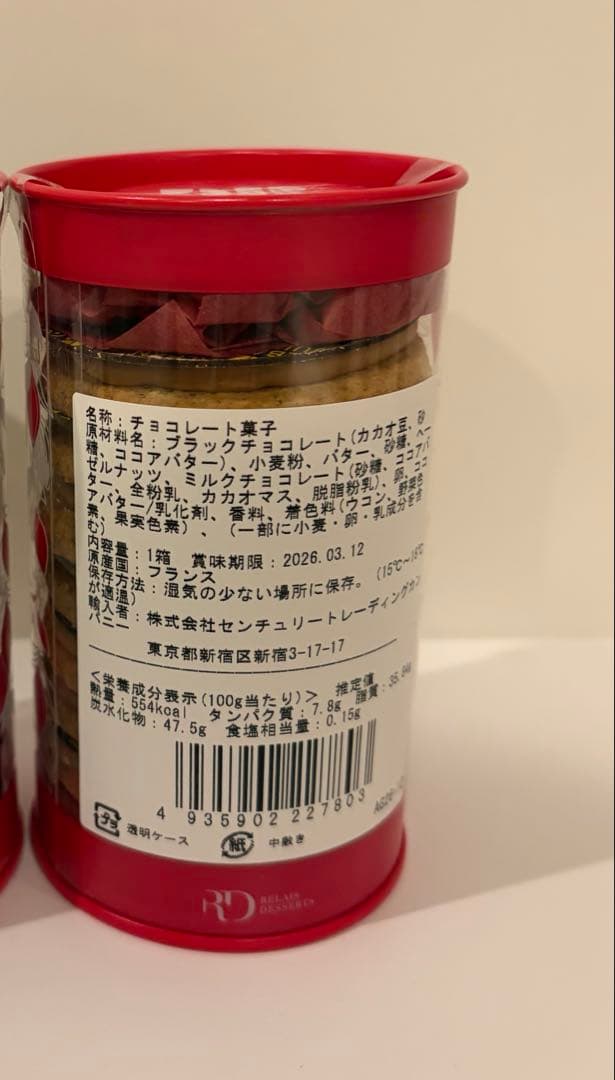 名称：チョコレート菓子
原材料名：ブラックチョコレート(カカオ豆、砂
糖、ココアバター)、小麦粉、バター、砂糖、ヘー
ゼルナッツ、ミルクチョコレート(砂糖、ココアバ
ター、全粉乳、カカオマス、脱脂粉乳)、卵、ココ
アバター/乳化剤、香料、着色料(ウコン、野菜色
素、果実色素)、(一部に小麦・卵・乳成分を含
む)
内容量：1箱　賞味期限：2026.03.12
原産国：フランス
保存方法：湿気の少ない場所に保存。(15℃~18℃
が適温)
輸入者：株式会社センチュリートレーディングカン
パニー
東京都新宿区新宿3-17-17
<栄養成分表示(100g当たり)>　推定値
熱量：554kcal　タンパク質：7.8g　脂質：
炭水化物：47.5g　食塩相当量：0.15g
4 935902 227803
プラ 透明ケース 紙 中敷き
RD RELAIS
DESSERTS